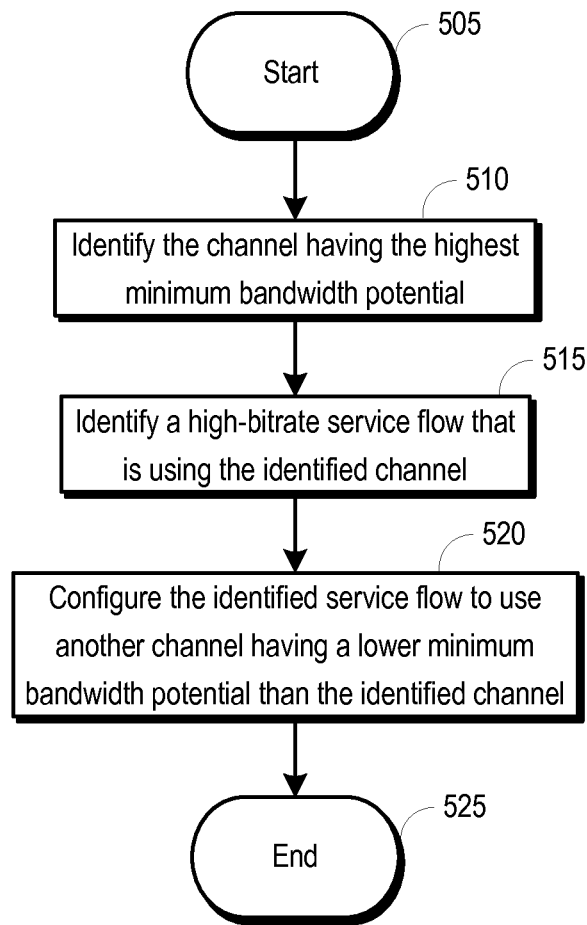 505
Start
510
Identify the channel having the highest
minimum bandwidth potential
515
Identify a high-bitrate service flow that
is using the identified channel
520
Configure the identified service flow to use
another channel having a lower minimum
bandwidth potential than the identified channel
525
End